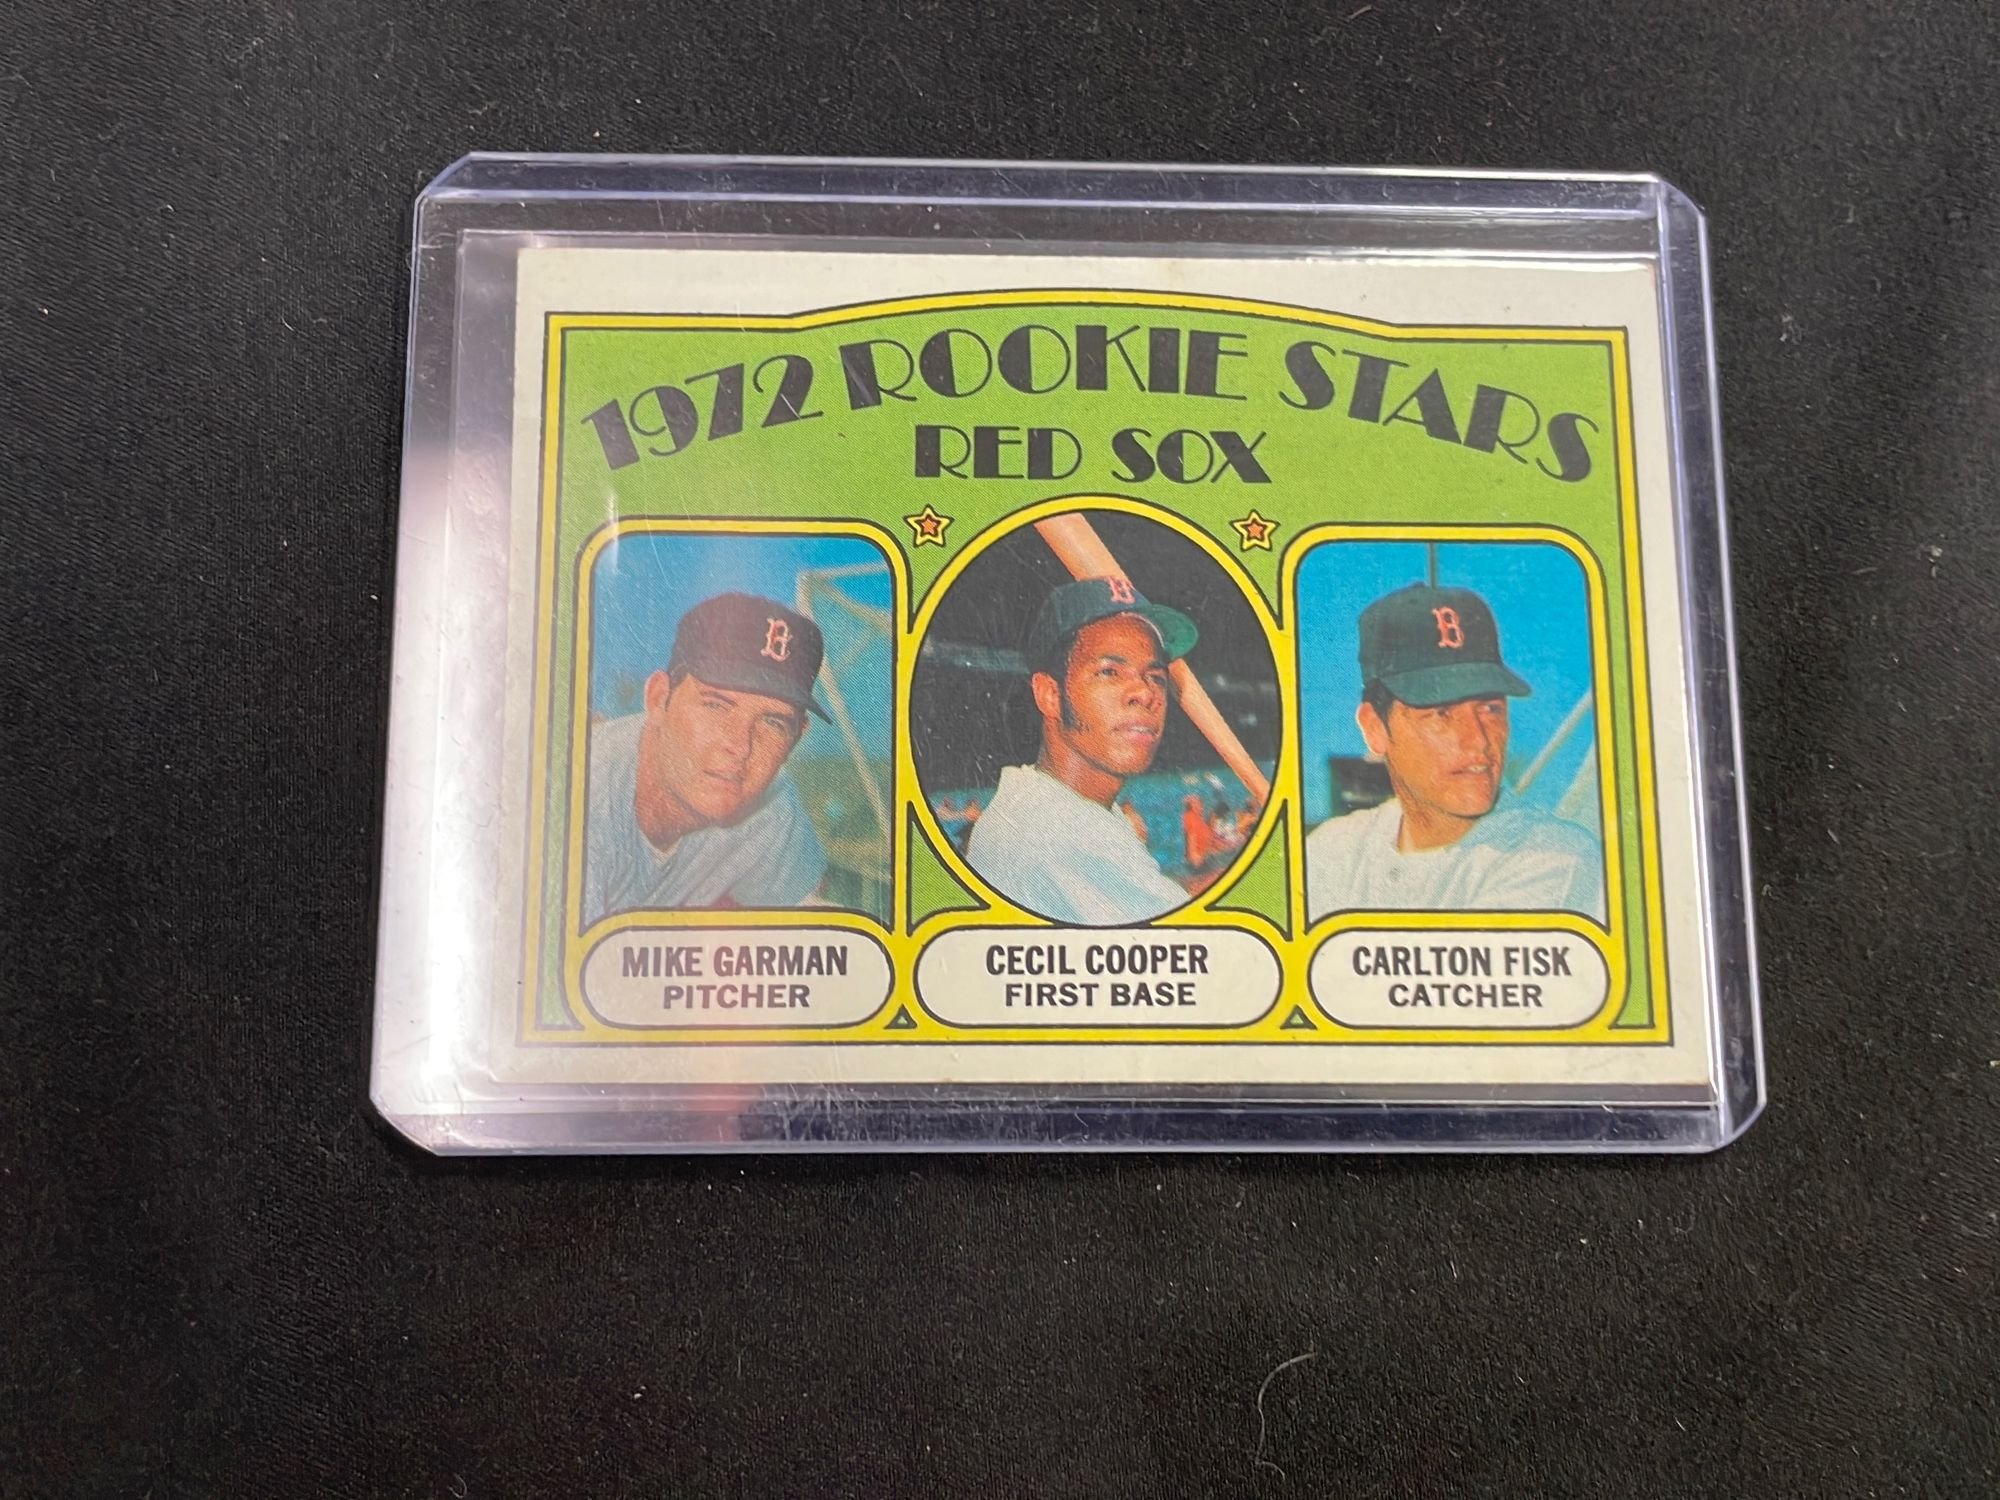 1972 ROOKIE STARS
RED SOX
B
B
B
MIKE GARMAN
PITCHER
CECIL COOPER
FIRST BASE
CARLTON FISK
CATCHER